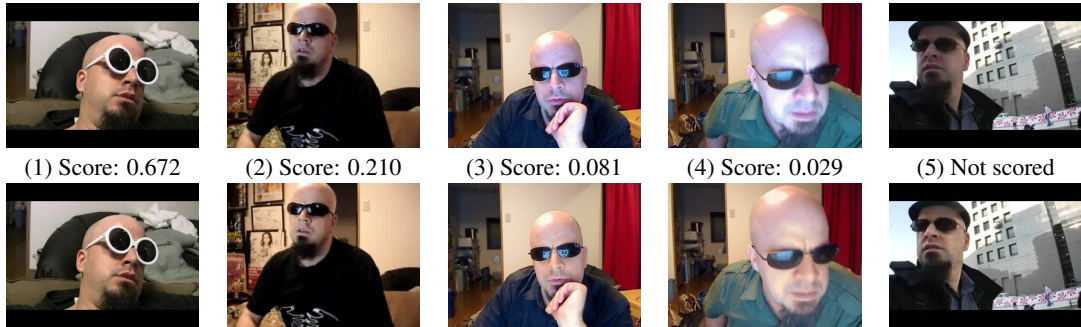 (1) Score: 0.672
(2) Score: 0.210
(3) Score: 0.081
(4) Score: 0.029
(5) Not scored